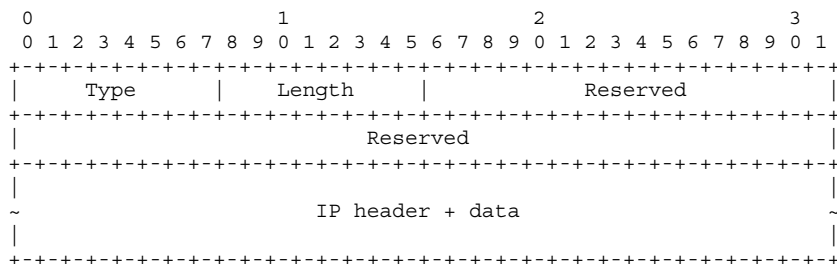 0                   1                   2                   3
 0 1 2 3 4 5 6 7 8 9 0 1 2 3 4 5 6 7 8 9 0 1 2 3 4 5 6 7 8 9 0 1
+-+-+-+-+-+-+-+-+-+-+-+-+-+-+-+-+-+-+-+-+-+-+-+-+-+-+-+-+-+-+-+-+
|     Type      |    Length     |            Reserved           |
+-+-+-+-+-+-+-+-+-+-+-+-+-+-+-+-+-+-+-+-+-+-+-+-+-+-+-+-+-+-+-+-+
|                           Reserved                            |
+-+-+-+-+-+-+-+-+-+-+-+-+-+-+-+-+-+-+-+-+-+-+-+-+-+-+-+-+-+-+-+-+
|                                                               |
~                       IP header + data                        ~
|                                                               |
+-+-+-+-+-+-+-+-+-+-+-+-+-+-+-+-+-+-+-+-+-+-+-+-+-+-+-+-+-+-+-+-+